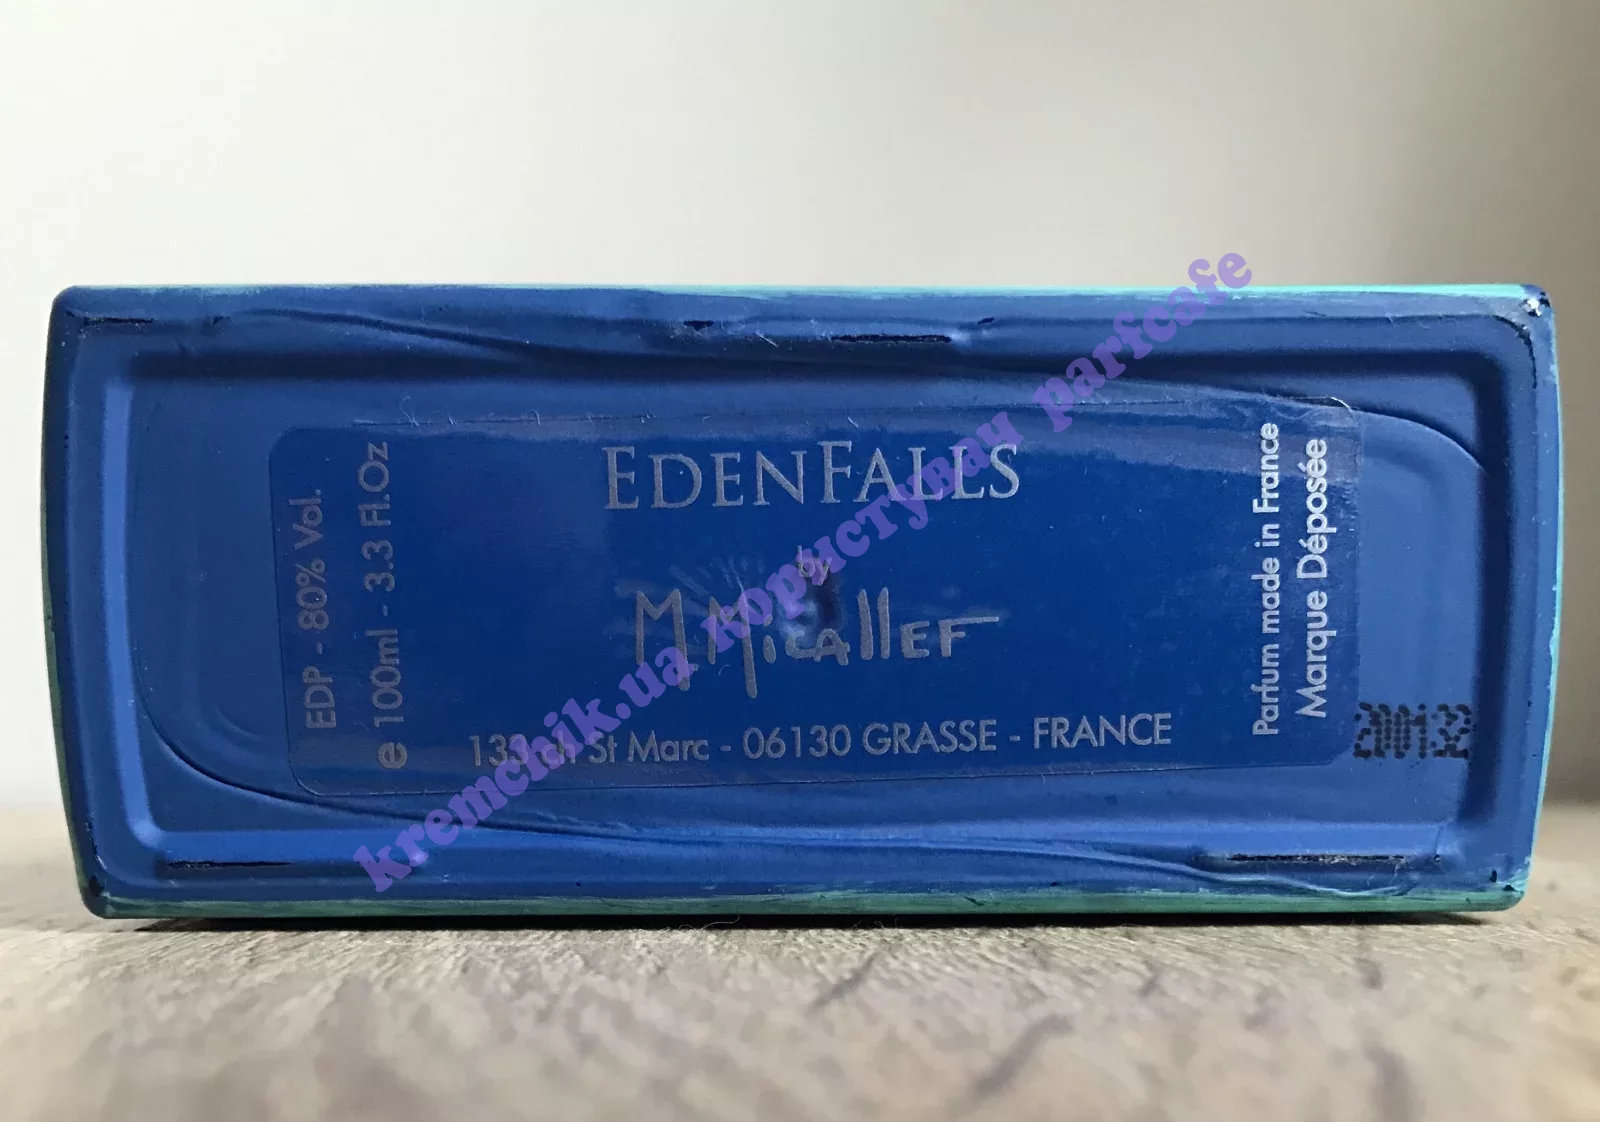 EDENFALLS
by
M.MicAllEF
133 ch St Marc - 06130 GRASSE - FRANCE
EDP - 80% Vol.
e 100ml - 3.3 Fl.Oz
Parfum made in France
Marque Déposée
kremchik.ua користувач parfcafe